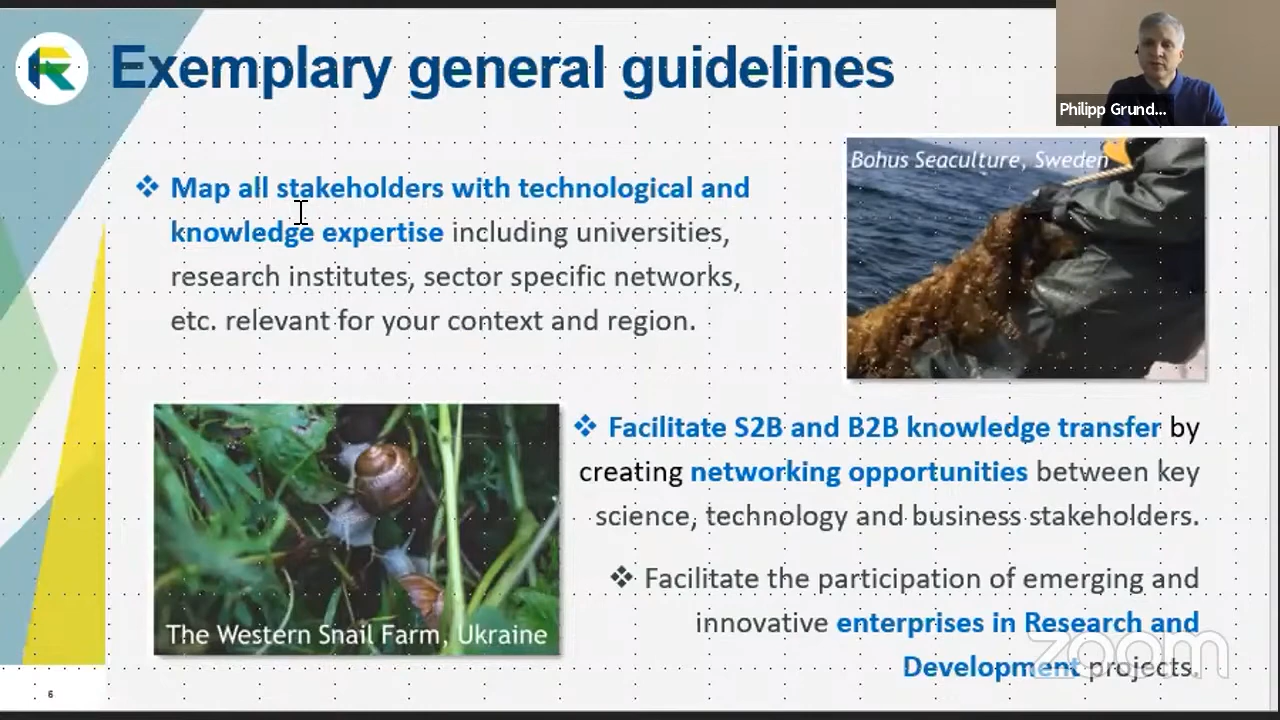 Exemplary general guidelines
Philipp Grund...
Bohus Seaculture, Sweden
❖ Map all stakeholders with technological and
knowledge expertise including universities,
research institutes, sector specific networks,
etc. relevant for your context and region.
❖ Facilitate S2B and B2B knowledge transfer by
creating networking opportunities between key
science, technology and business stakeholders.
❖ Facilitate the participation of emerging and
innovative enterprises in Research and
Development projects.
The Western Snail Farm, Ukraine
zoom
6